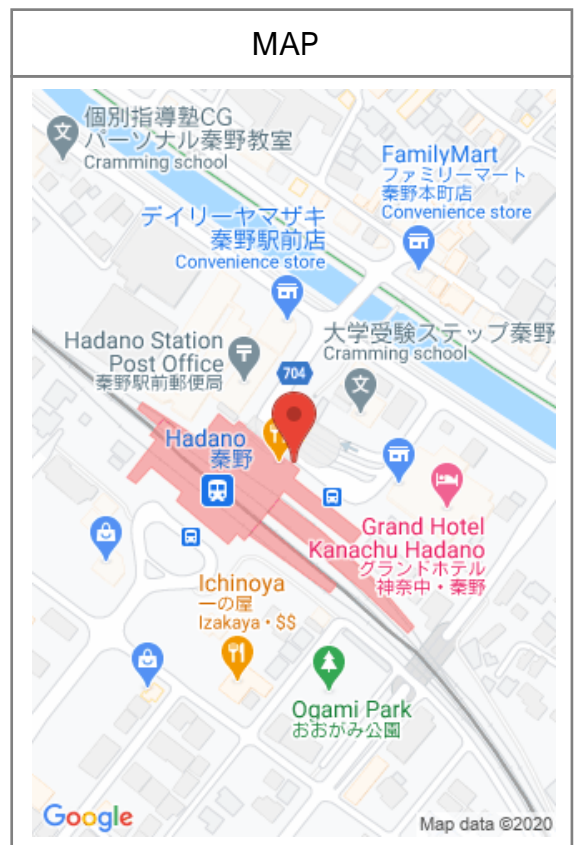 MAP
個別指導塾CG
パーソナル秦野教室
Cramming school
FamilyMart
ファミリーマート
秦野本町店
Convenience store
デイリーヤマザキ
秦野駅前店
Convenience store
大学受験ステップ秦野
Cramming school
Hadano Station
Post Office
秦野駅前郵便局
704
Hadano
秦野
Grand Hotel
Kanachu Hadano
グランドホテル
神奈中・秦野
Ichinoya
一の屋
Izakaya・$$
Ogami Park
おおがみ公園
Google
Map data ©2020